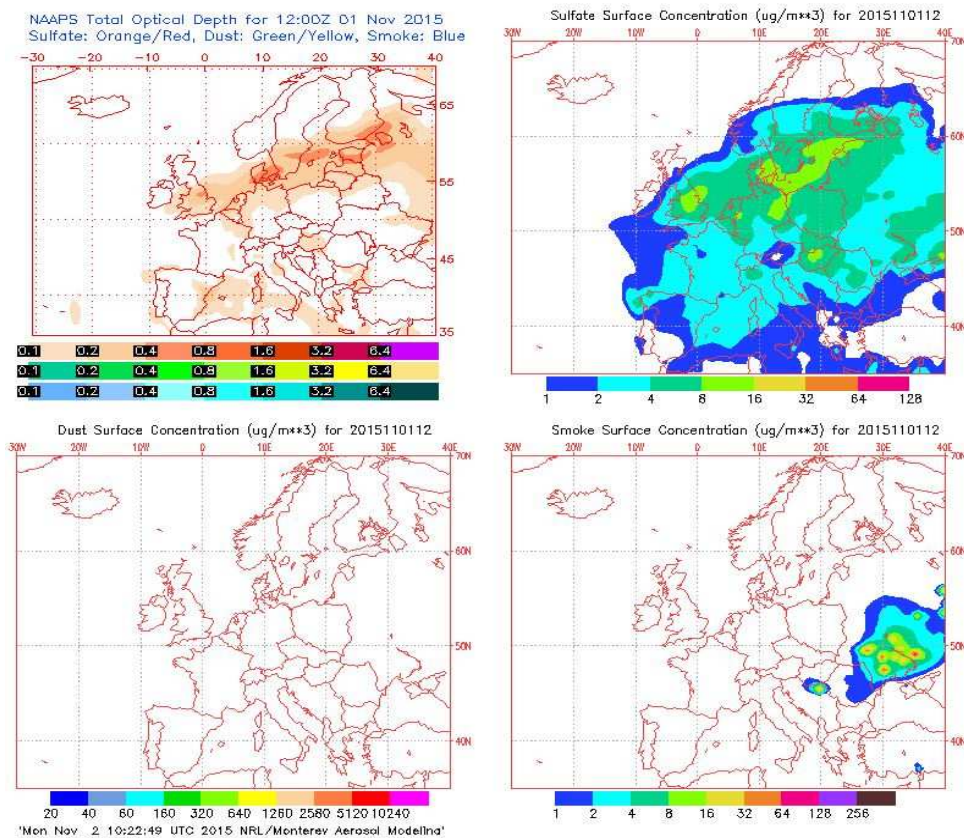 NAAPS Total Optical Depth for 12:00Z 01 Nov 2015
Sulfate: Orange/Red, Dust: Green/Yellow, Smoke: Blue
-30 -20 -10 0 10 20 30 40
65
55
45
35
0.1 0.2 0.4 0.8 1.6 3.2 6.4
0.1 0.2 0.4 0.8 1.6 3.2 6.4
0.1 0.2 0.4 0.8 1.6 3.2 6.4
Sulfate Surface Concentration (ug/m**3) for 2015110112
30W 20W 10W 0 10E 20E 30E 40E
70N
60N
50N
40N
1 2 4 8 16 32 64 128
Dust Surface Concentration (ug/m**3) for 2015110112
30W 20W 10W 0 10E 20E 30E 40E
70N
60N
50N
40N
20 40 60 160 320 640 1260 2580 5120 10240
'Mon Nov 2 10:22:49 UTC 2015 NRL/Monterey Aerosol Modeling'
Smoke Surface Concentration (ug/m**3) for 2015110112
30W 20W 10W 0 10E 20E 30E 40E
70N
60N
50N
40N
1 2 4 8 16 32 64 128 256